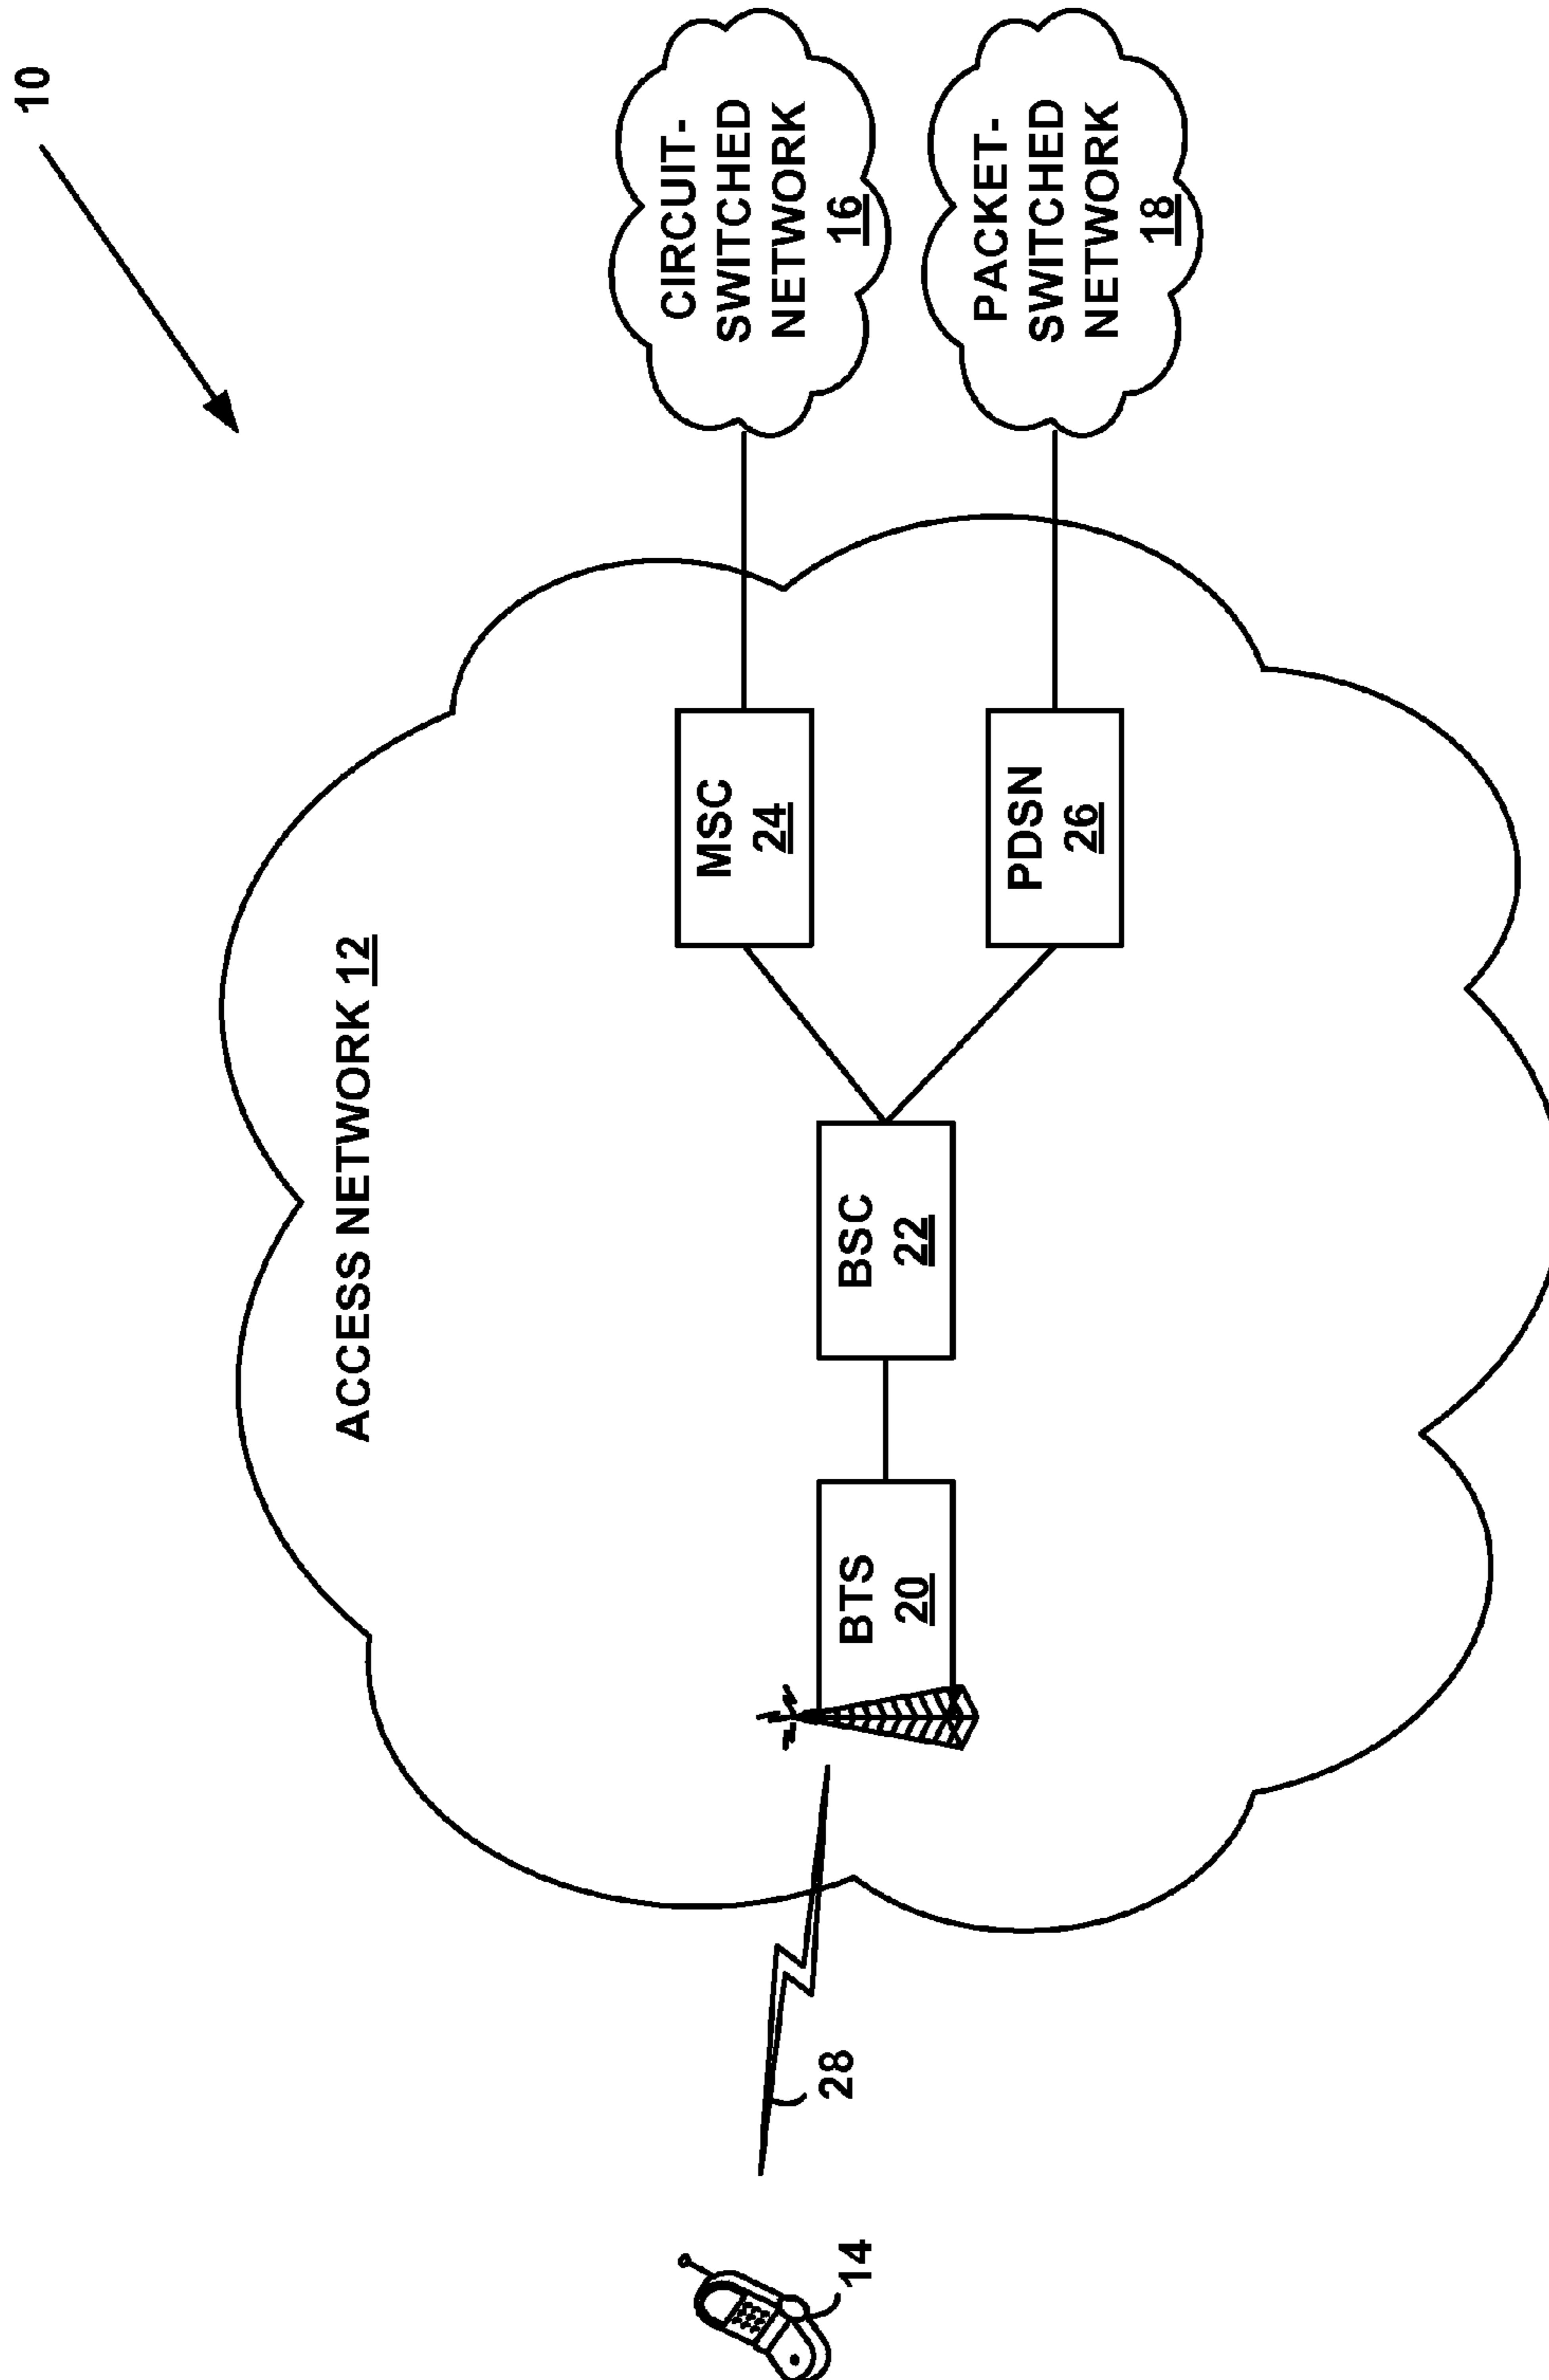 10
ACCESS NETWORK 12
CIRCUIT-
SWITCHED
NETWORK
16
MSC
24
BTS
20
BSC
22
28
14
PACKET-
SWITCHED
NETWORK
18
PDSN
26